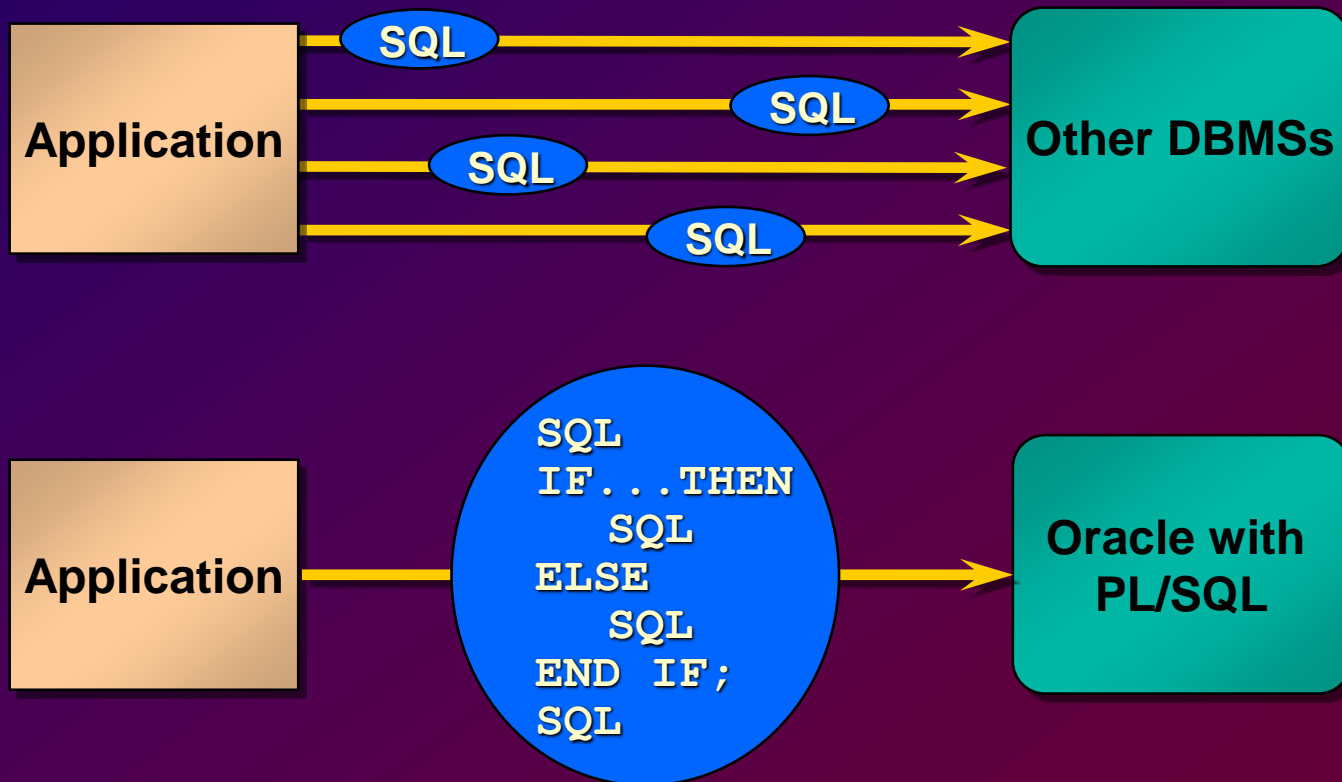 Application
SQL
SQL
SQL
SQL
Other DBMSs
Application
SQL
IF...THEN
SQL
ELSE
SQL
END IF;
SQL
Oracle with
PL/SQL